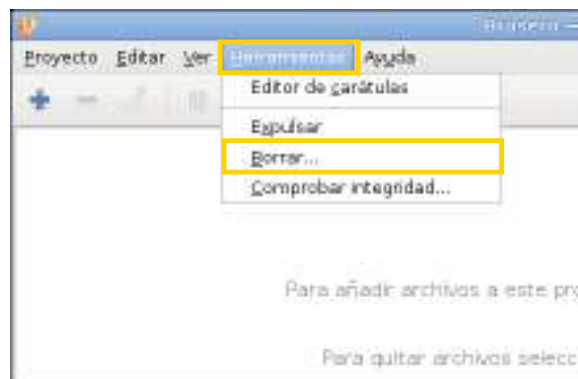 Brasero —
Proyecto Editar Ver Herramientas Ayuda
Editor de carátulas
Expulsar
Borrar...
Comprobar integridad...
Para añadir archivos a este pro
Para quitar archivos selecc